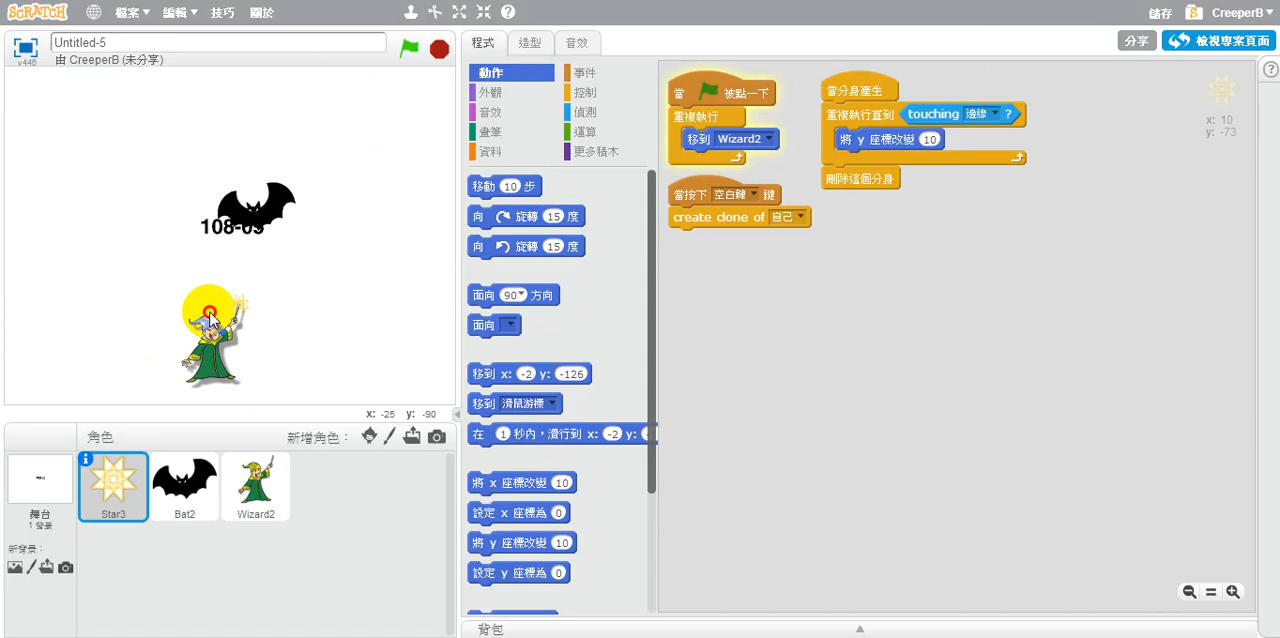 SCRATCH 檔案 編輯 技巧 關於 儲存 CreeperB
v446 Untitled-5
由 CreeperB (未分享)
程式 造型 音效 分享 檢視專案頁面
動作 事件
外觀 控制
音效 偵測
畫筆 運算
資料 更多積木
移動 10 步
向 旋轉 15 度
向 旋轉 15 度
面向 90 方向
面向
移到 x: -2 y: -126
移到 滑鼠游標
在 1 秒內，滑行到 x: -2 y:
將 x 座標改變 10
設定 x 座標為 0
將 y 座標改變 10
設定 y 座標為 0
當 被點一下
重複執行
移到 Wizard2
當按下 空白鍵 鍵
create clone of 自己
當分身產生
重複執行直到 touching 邊緣 ?
將 y 座標改變 10
刪除這個分身
x: 10
y: -73
x: -25 y: -90
角色 新增角色：
舞台
1 背景
新背景：
Star3 Bat2 Wizard2
背包